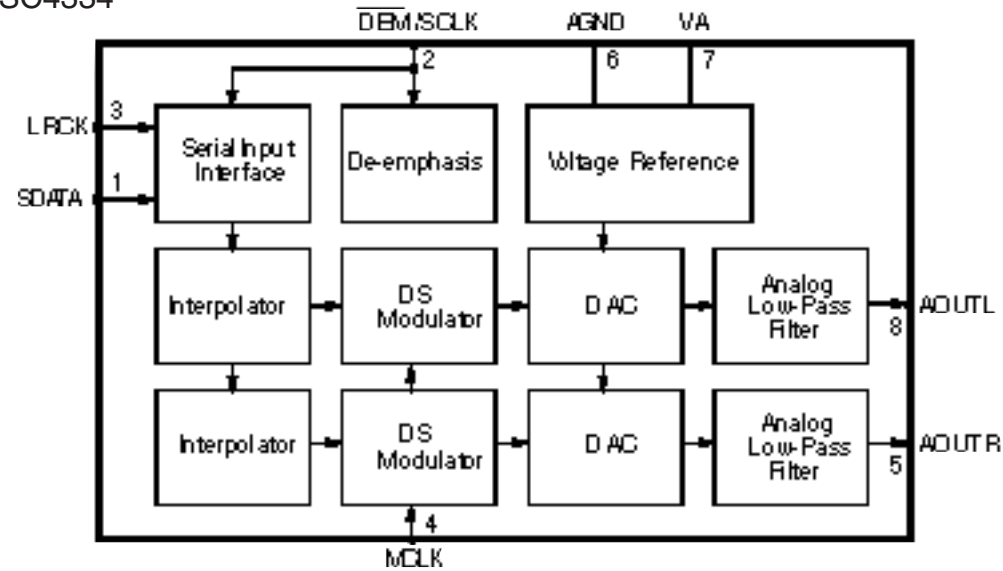 DEM/SCLK AGND VA
2 6 7
LRCK 3
SDATA 1
Serial Input
Interface
De-emphasis
Voltage Reference
Interpolator
DS
Modulator
DAC
Analog
Low-Pass
Filter
8 AOUTL
Interpolator
DS
Modulator
DAC
Analog
Low-Pass
Filter
5 AOUTR
4
MCLK